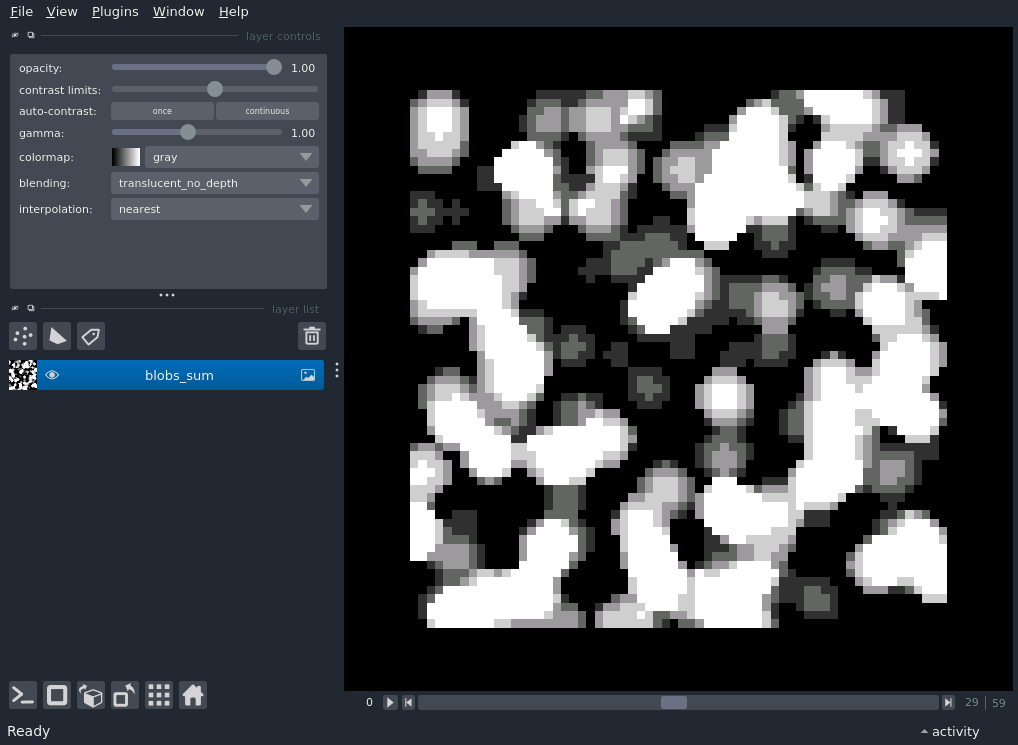 File View Plugins Window Help
layer controls
opacity: 1.00
contrast limits:
auto-contrast: once continuous
gamma: 1.00
colormap: gray
blending: translucent_no_depth
interpolation: nearest
layer list
blobs_sum
0 29 | 59
Ready activity